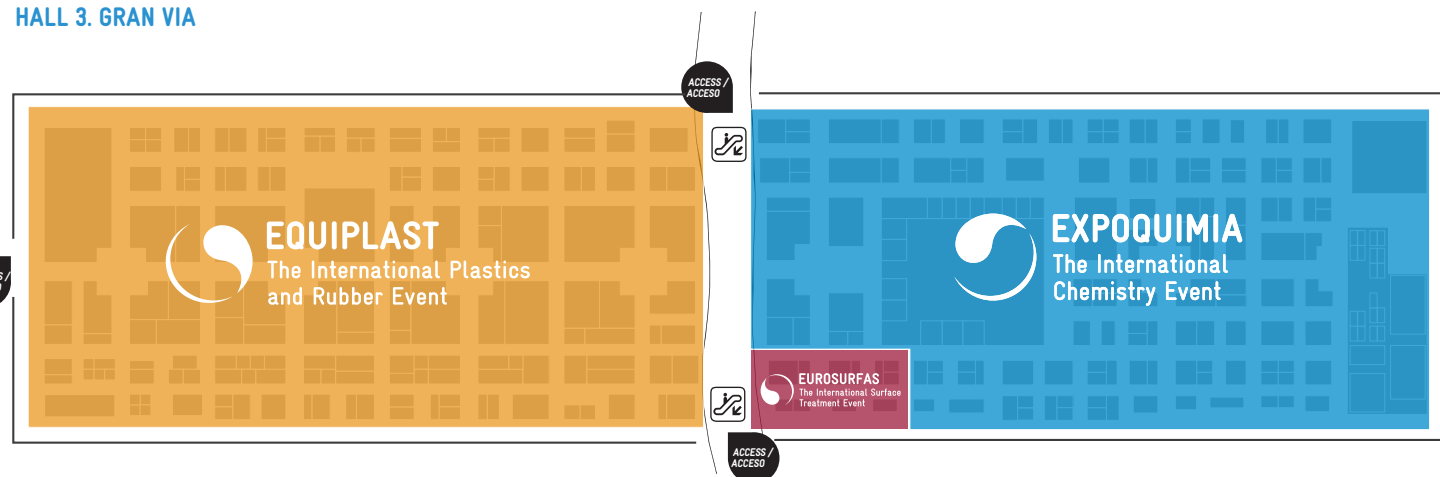 HALL 3. GRAN VIA
ACCESS /
ACCESO
EQUIPLAST
The International Plastics
and Rubber Event
EXPOQUIMIA
The International
Chemistry Event
EUROSURFAS
The International Surface
Treatment Event
ACCESS /
ACCESO